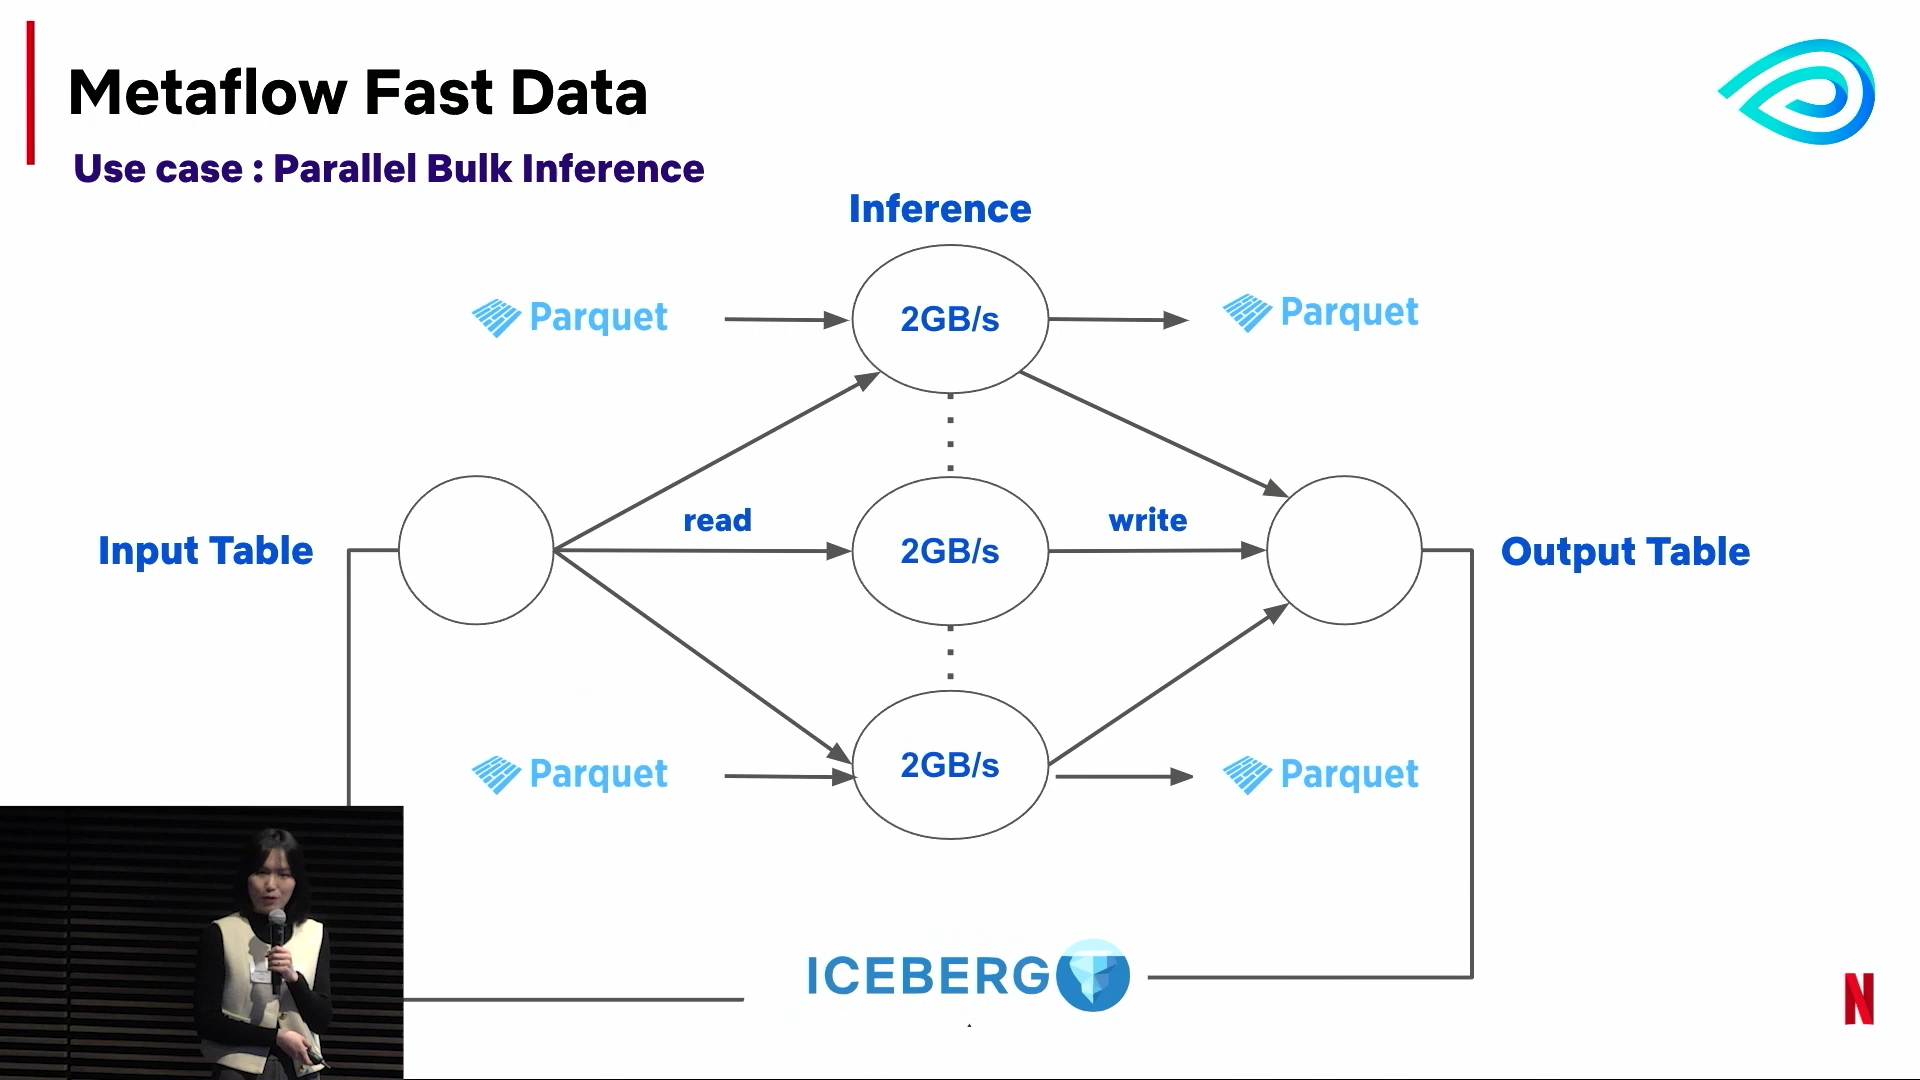 Metaflow Fast Data
Use case : Parallel Bulk Inference
Inference
Parquet
2GB/s
Parquet
read
write
Input Table
2GB/s
Output Table
Parquet
2GB/s
Parquet
ICEBERG
N